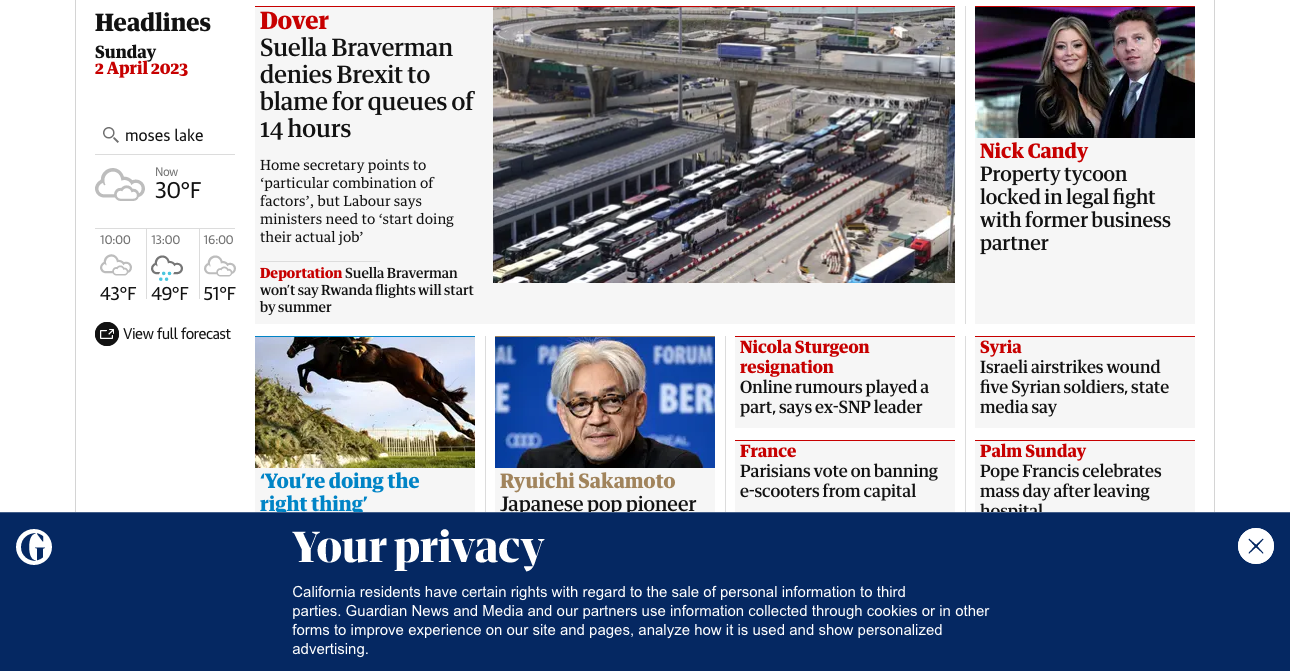 Headlines
Sunday
2 April 2023
moses lake
Now
30°F
10:00
13:00
16:00
43°F
49°F
51°F
View full forecast
Dover
Suella Braverman
denies Brexit to
blame for queues of
14 hours
Home secretary points to
‘particular combination of
factors’, but Labour says
ministers need to ‘start doing
their actual job’
Deportation Suella Braverman
won’t say Rwanda flights will start
by summer
Nick Candy
Property tycoon
locked in legal fight
with former business
partner
‘You’re doing the
right thing’
FORUM
BER
Ryuichi Sakamoto
Japanese pop pioneer
Nicola Sturgeon
resignation
Online rumours played a
part, says ex-SNP leader
France
Parisians vote on banning
e-scooters from capital
Syria
Israeli airstrikes wound
five Syrian soldiers, state
media say
Palm Sunday
Pope Francis celebrates
mass day after leaving
hospital
G
Your privacy
California residents have certain rights with regard to the sale of personal information to third
parties. Guardian News and Media and our partners use information collected through cookies or in other
forms to improve experience on our site and pages, analyze how it is used and show personalized
advertising.